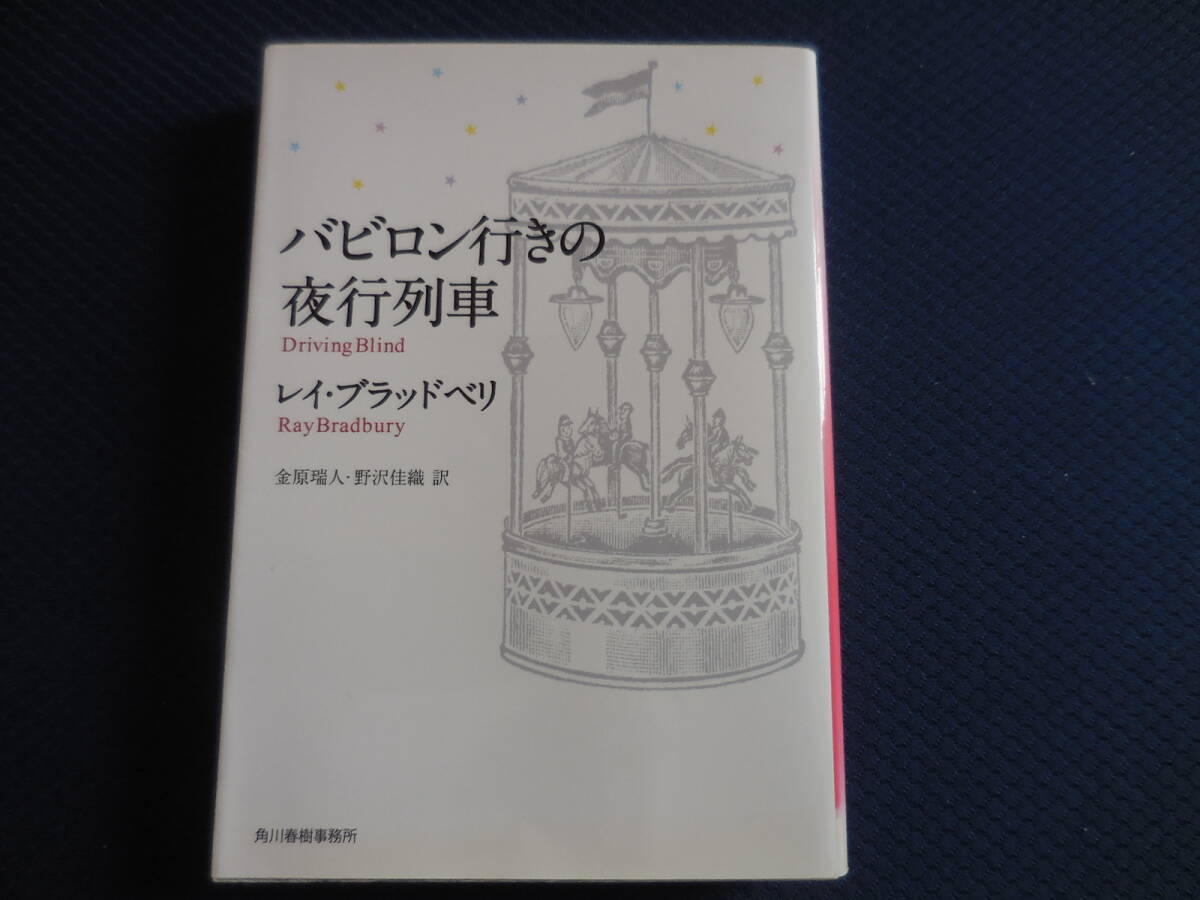 バビロン行きの
夜行列車
Driving Blind
レイ・ブラッドベリ
Ray Bradbury
金原瑞人・野沢佳織 訳
角川春樹事務所